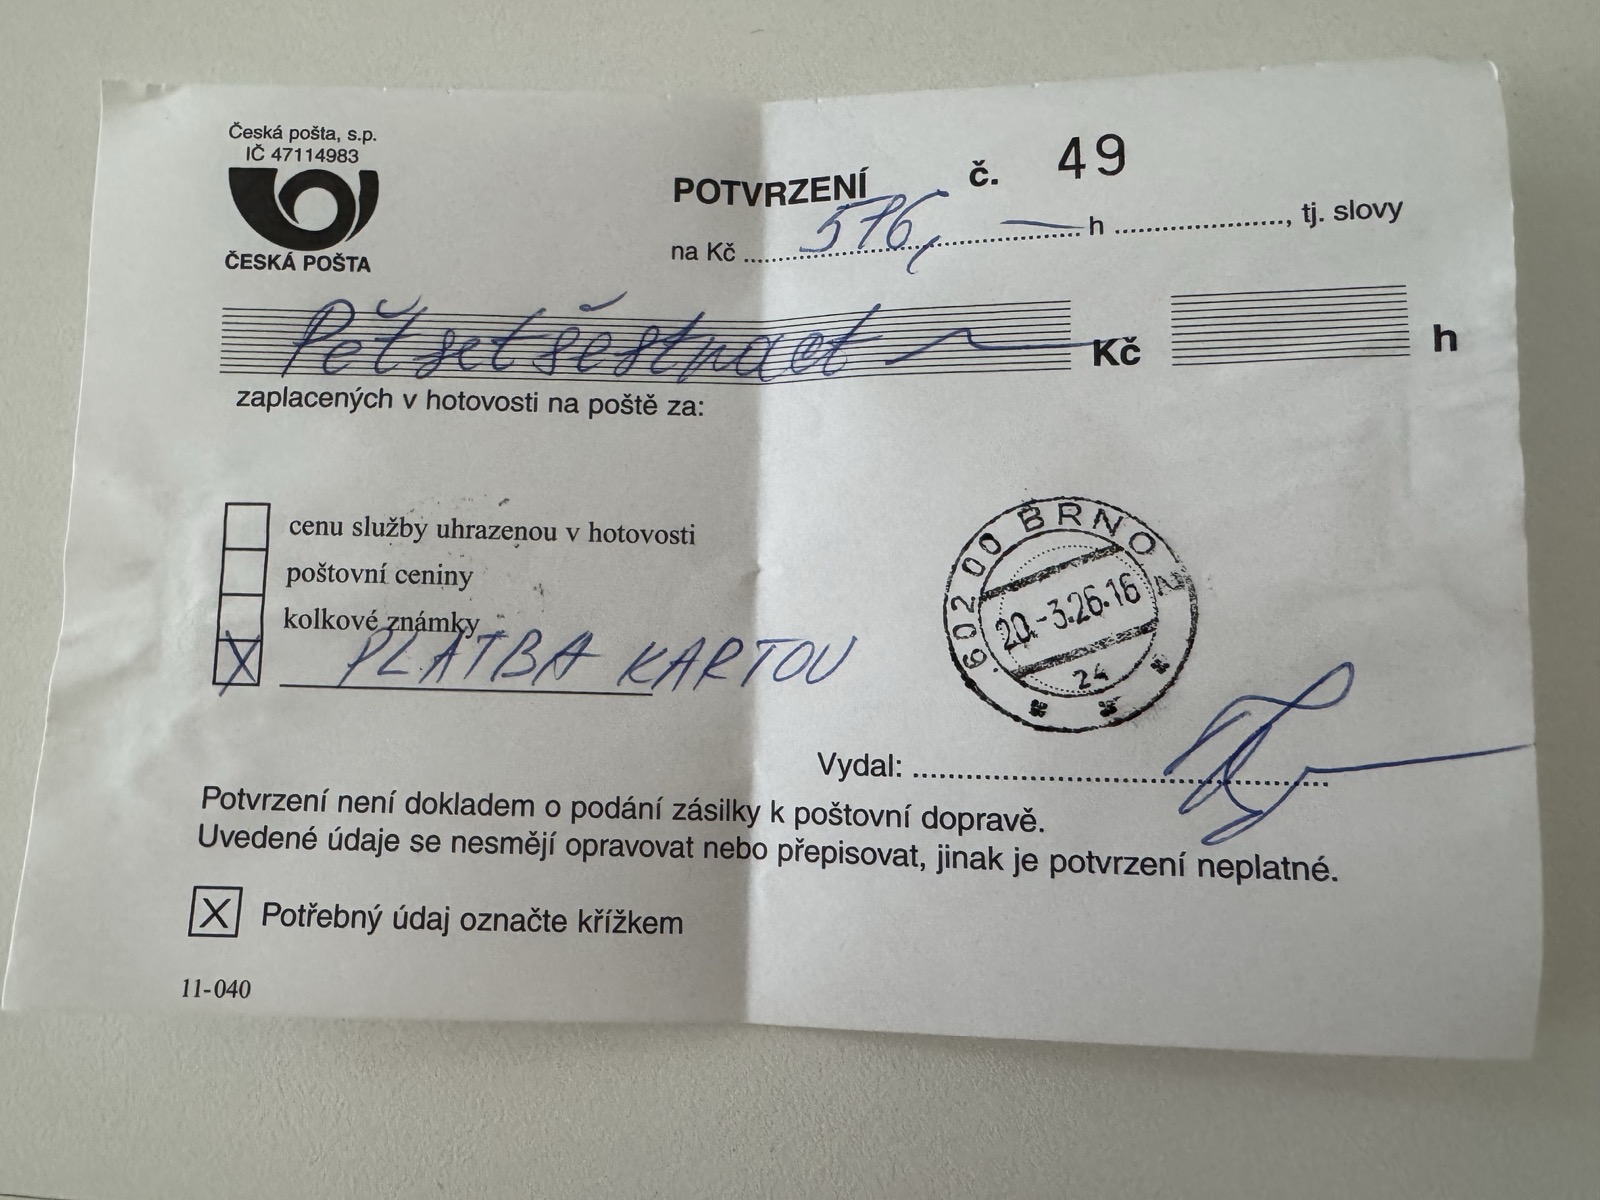 Česká pošta, s.p.
IČ 47114983
ČESKÁ POŠTA
POTVRZENÍ č. 49
na Kč 516,— h ...................., tj. slovy
Pětsetšestnáct — Kč h
zaplacených v hotovosti na poště za:
cenu služby uhrazenou v hotovosti
poštovní ceniny
kolkové známky
X PLATBA KARTOU
602 00 BRNO 2
20.-3.26.16
24
Vydal: ....................
Potvrzení není dokladem o podání zásilky k poštovní dopravě.
Uvedené údaje se nesmějí opravovat nebo přepisovat, jinak je potvrzení neplatné.
X Potřebný údaj označte křížkem
11-040